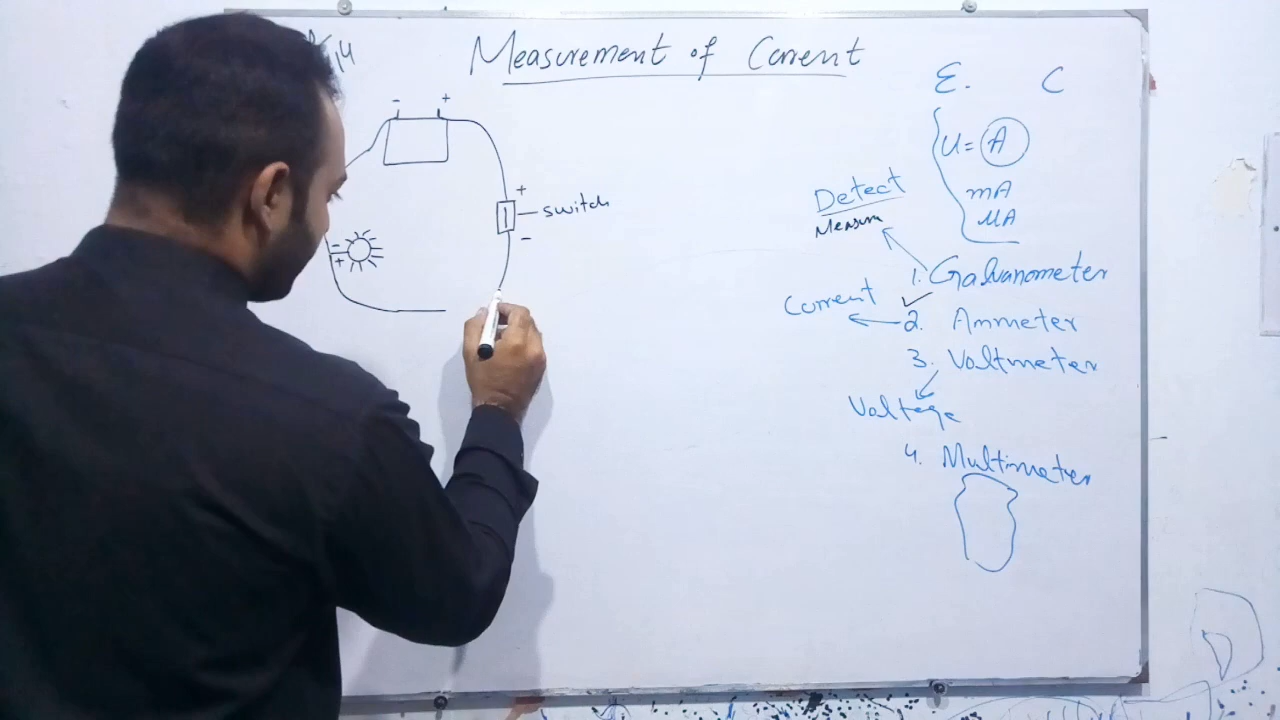 Measurement of Current
E. C
U = A
mA
μA
- +
+
switch
-
-
+
Detect
Measure
1. Galvanometer
Current
2. Ammeter
3. Voltmeter
Voltage
4. Multimeter